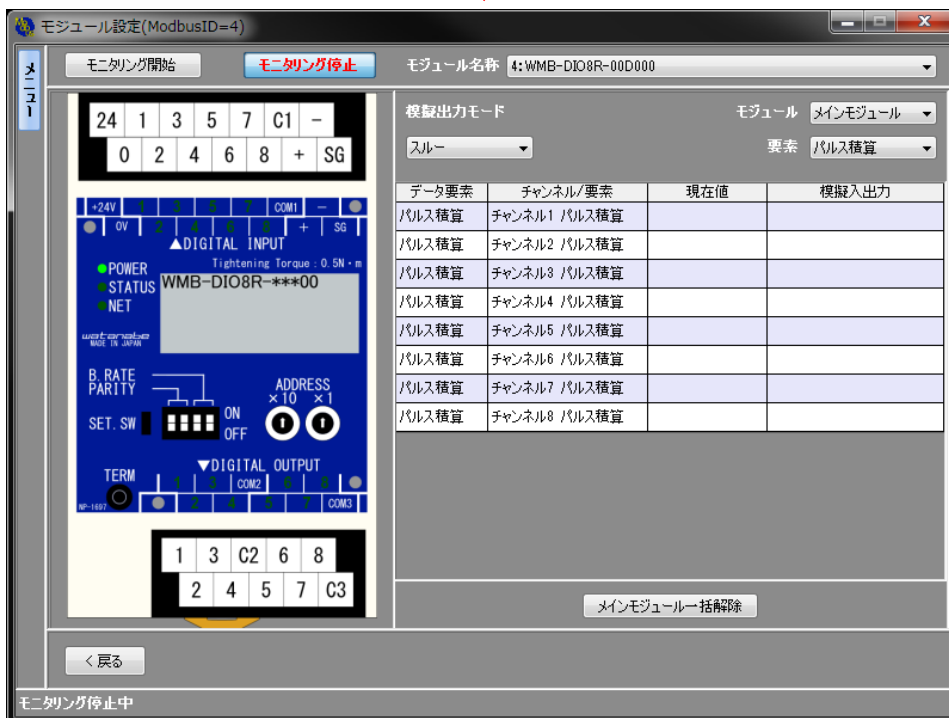 モジュール設定(ModbusID=4)
メニュー
モニタリング開始 モニタリング停止 モジュール名称 4:WMB-DIO8R-00D000
模擬出力モード モジュール メインモジュール
スルー 要素 パルス積算
24 1 3 5 7 C1 -
0 2 4 6 8 + SG
+24V 1 3 5 7 COM1 -
0V 2 4 6 8 + SG
▲DIGITAL INPUT
Tightening Torque : 0.5N・m
POWER
STATUS
NET
WMB-DIO8R-***00
watanabe
MADE IN JAPAN
B.RATE
PARITY
ADDRESS
×10 ×1
SET.SW
ON
OFF
▼DIGITAL OUTPUT
TERM
1 3 COM2 6 8
2 4 5 7 COM3
NP-1697
1 3 C2 6 8
2 4 5 7 C3
データ要素 チャンネル/要素 現在値 模擬入出力
パルス積算 チャンネル1 パルス積算
パルス積算 チャンネル2 パルス積算
パルス積算 チャンネル3 パルス積算
パルス積算 チャンネル4 パルス積算
パルス積算 チャンネル5 パルス積算
パルス積算 チャンネル6 パルス積算
パルス積算 チャンネル7 パルス積算
パルス積算 チャンネル8 パルス積算
メインモジュール一括解除
<戻る
モニタリング停止中